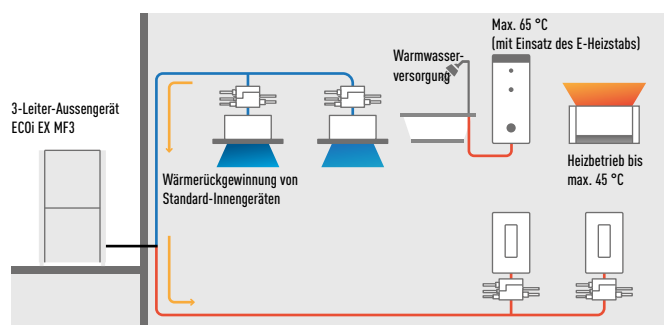 Max. 65 °C
(mit Einsatz des E-Heizstabs)
Warmwasser-
versorgung
3-Leiter-Aussengerät
ECOi EX MF3
Wärmerückgewinnung von
Standard-Innengeräten
Heizbetrieb bis
max. 45 °C